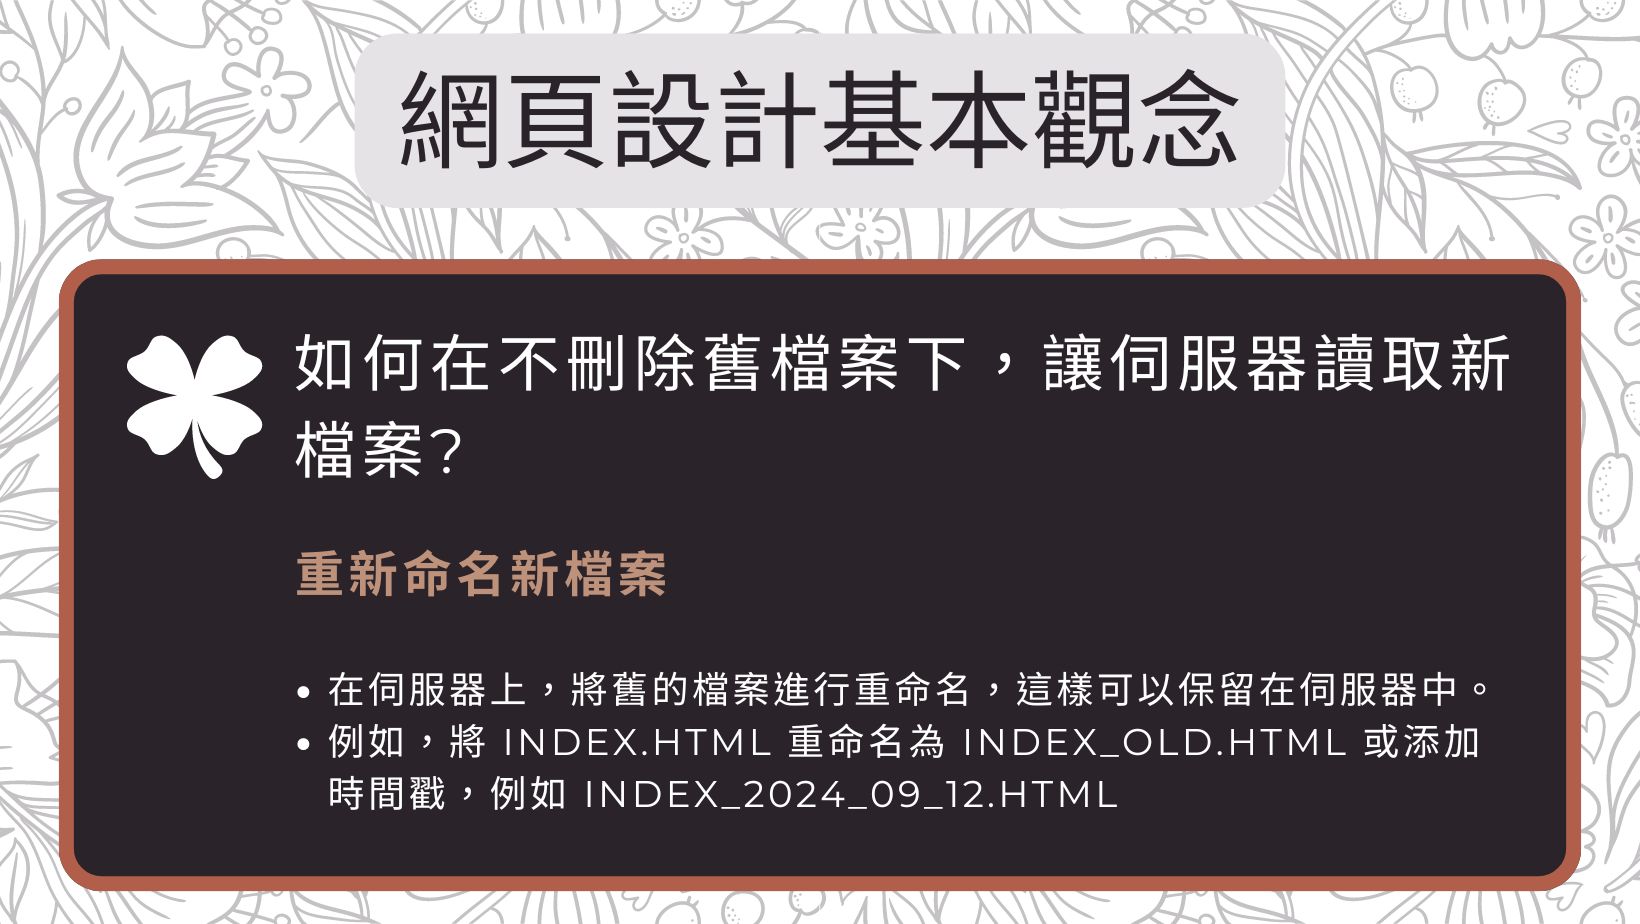 網頁設計基本觀念
如何在不刪除舊檔案下，讓伺服器讀取新
檔案?
重新命名新檔案
• 在伺服器上，將舊的檔案進行重命名，這樣可以保留在伺服器中。
• 例如，將 INDEX.HTML 重命名為 INDEX_OLD.HTML 或添加
時間戳，例如 INDEX_2024_09_12.HTML